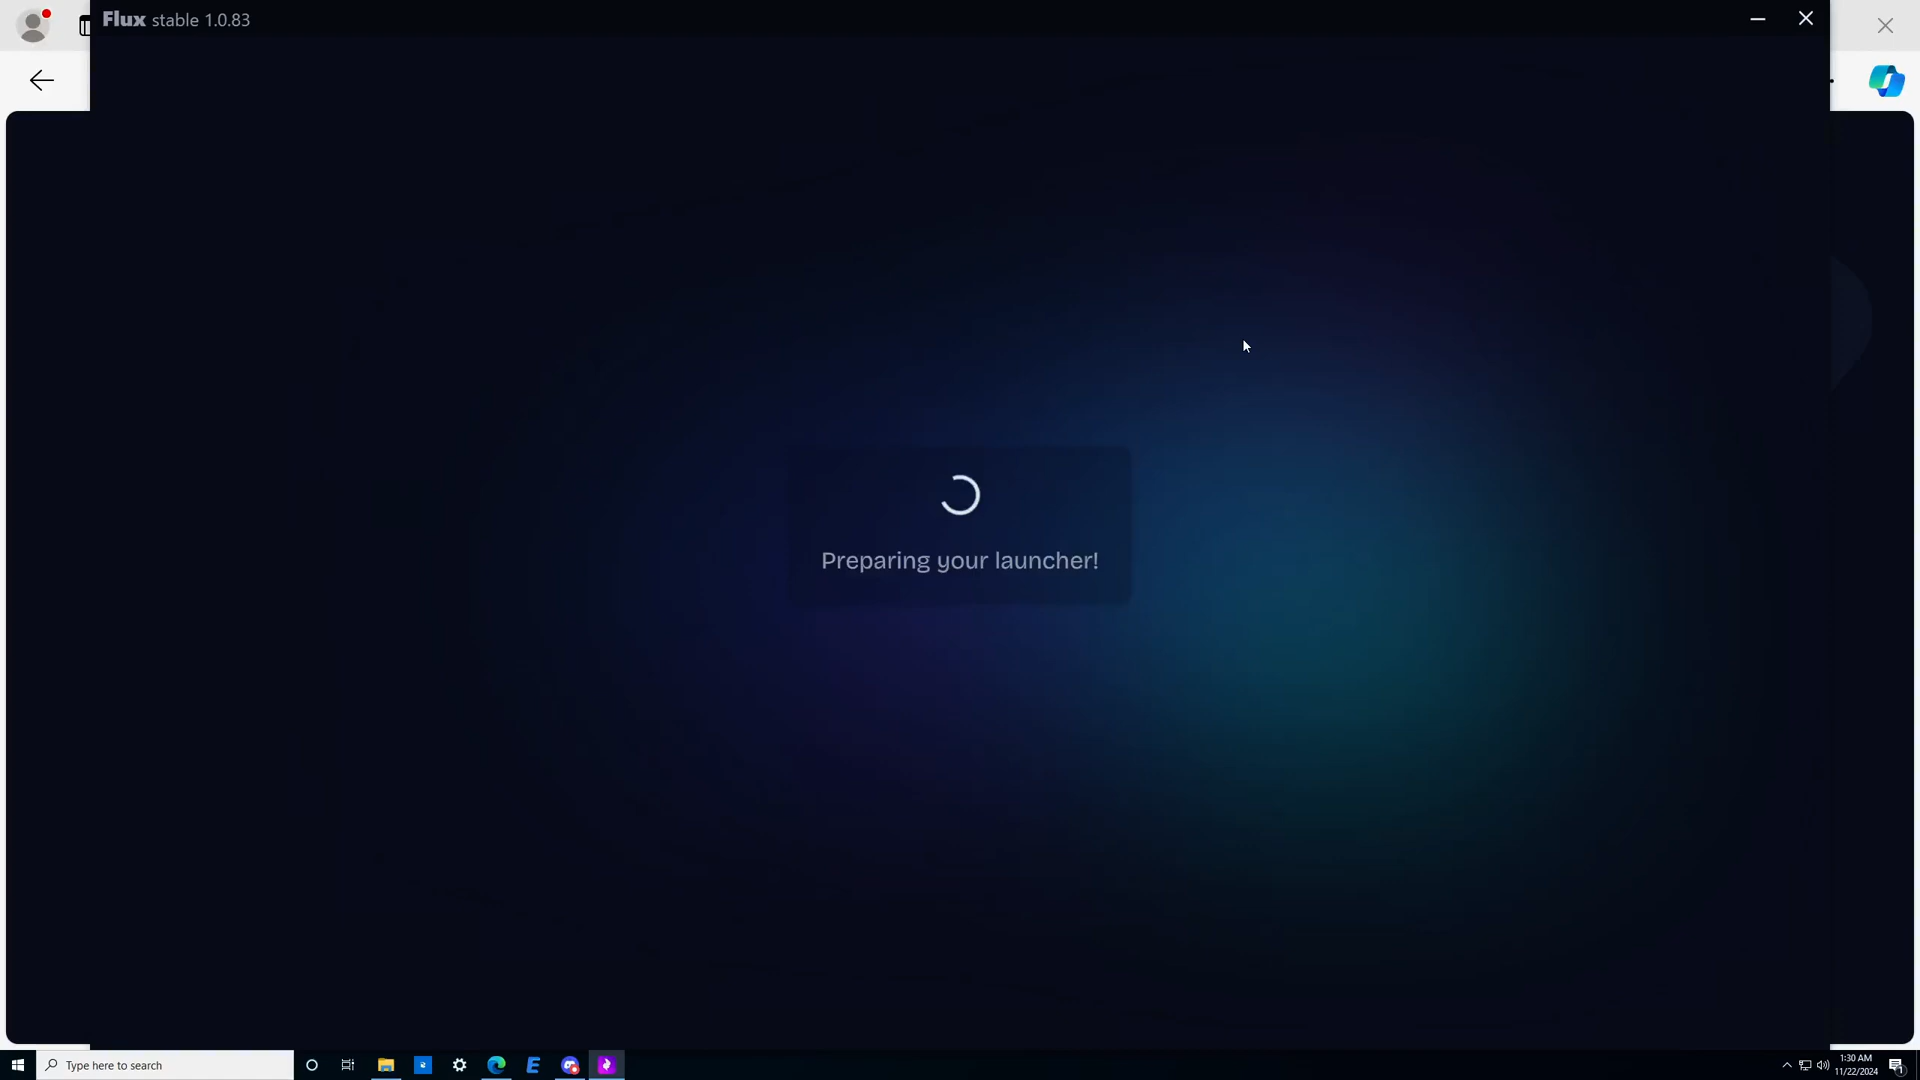 Flux stable 1.0.83
Preparing your launcher!
Type here to search
1:30 AM
11/22/2024